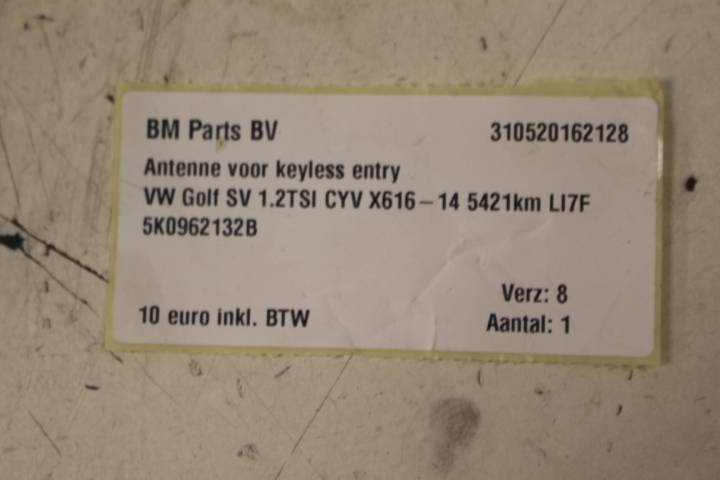 BM Parts BV 310520162128
Antenne voor keyless entry
VW Golf SV 1.2TSI CYV X616-14 5421km LI7F
5K0962132B
Verz: 8
10 euro inkl. BTW Aantal: 1